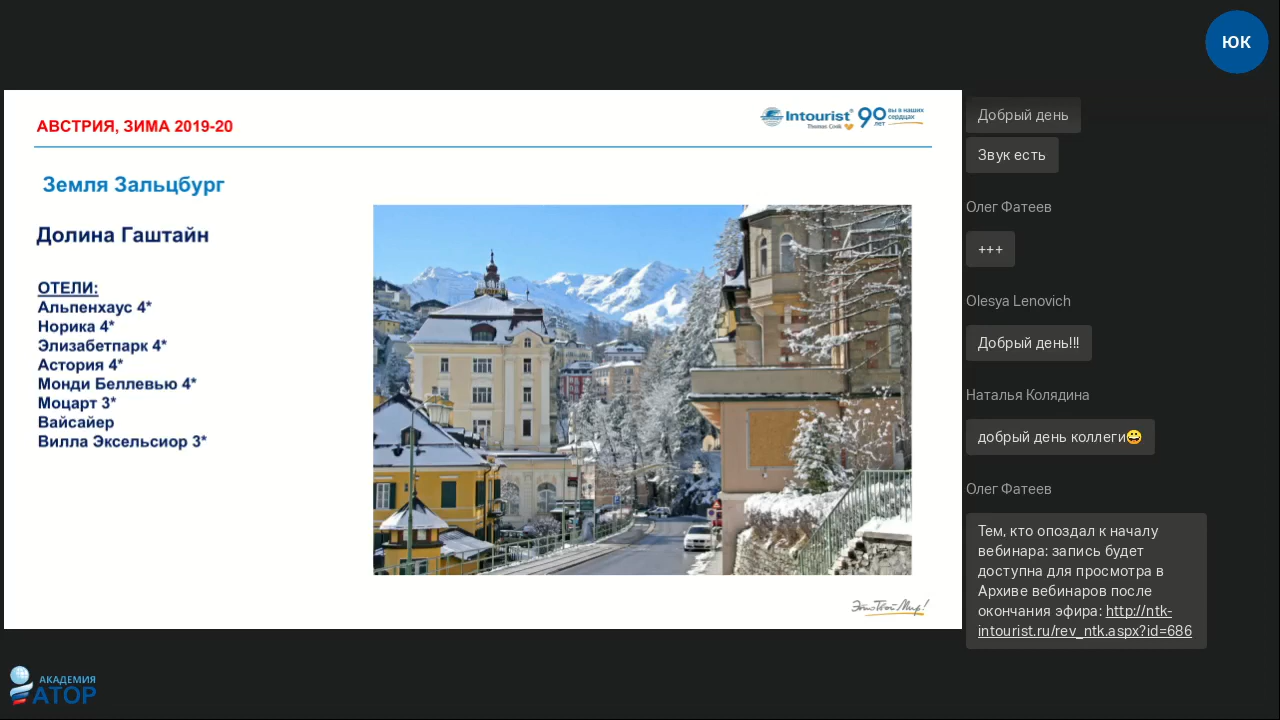 ЮК
АВСТРИЯ, ЗИМА 2019-20
Intourist
Thomas Cook
90 лет
вы в наших
сердцах
Земля Зальцбург
Долина Гаштайн
ОТЕЛИ:
Альпенхаус 4*
Норика 4*
Элизабетпарк 4*
Астория 4*
Монди Беллевью 4*
Моцарт 3*
Вайсайер
Вилла Эксельсиор 3*
Это Твой Мир!
Добрый день
Звук есть
Олег Фатеев
+++
Olesya Lenovich
Добрый день!!!
Наталья Колядина
добрый день коллеги😀
Олег Фатеев
Тем, кто опоздал к началу
вебинара: запись будет
доступна для просмотра в
Архиве вебинаров после
окончания эфира: http://ntk-
intourist.ru/rev_ntk.aspx?id=686
АКАДЕМИЯ
АТОР